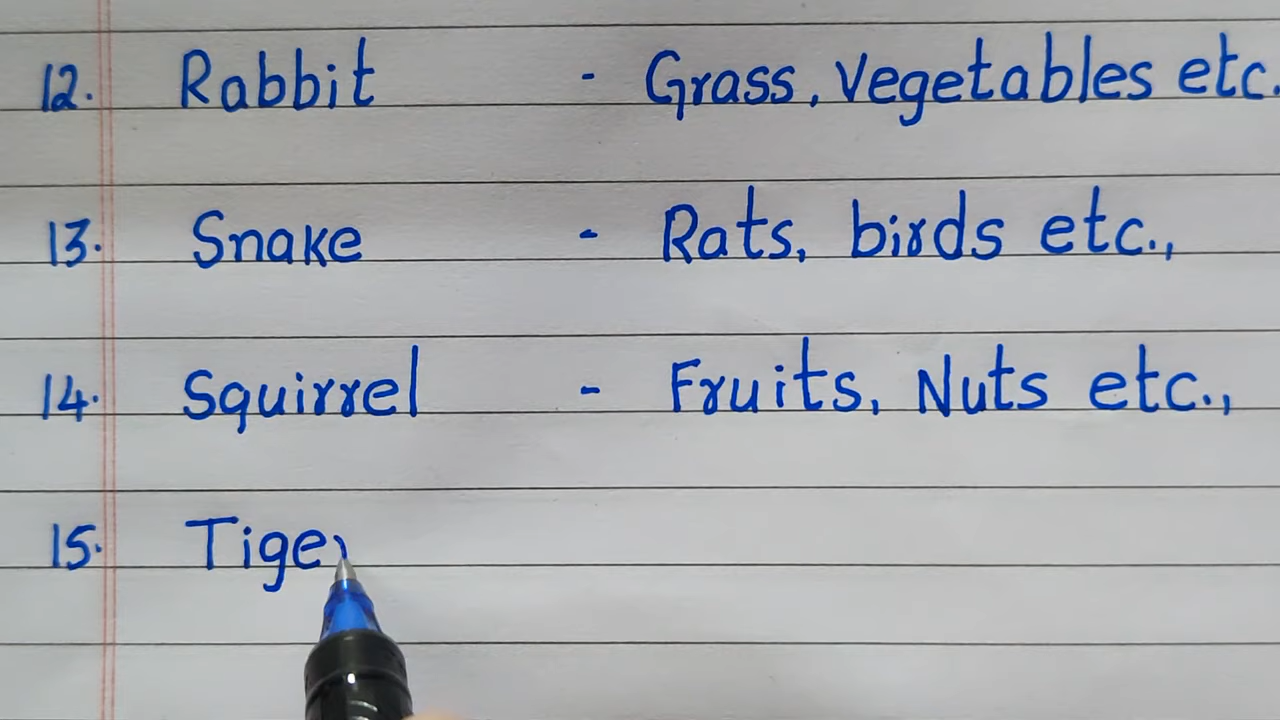 12. Rabbit - Grass, Vegetables etc.
13. Snake - Rats, birds etc.,
14. Squirrel - Fruits, Nuts etc.,
15. Tiger